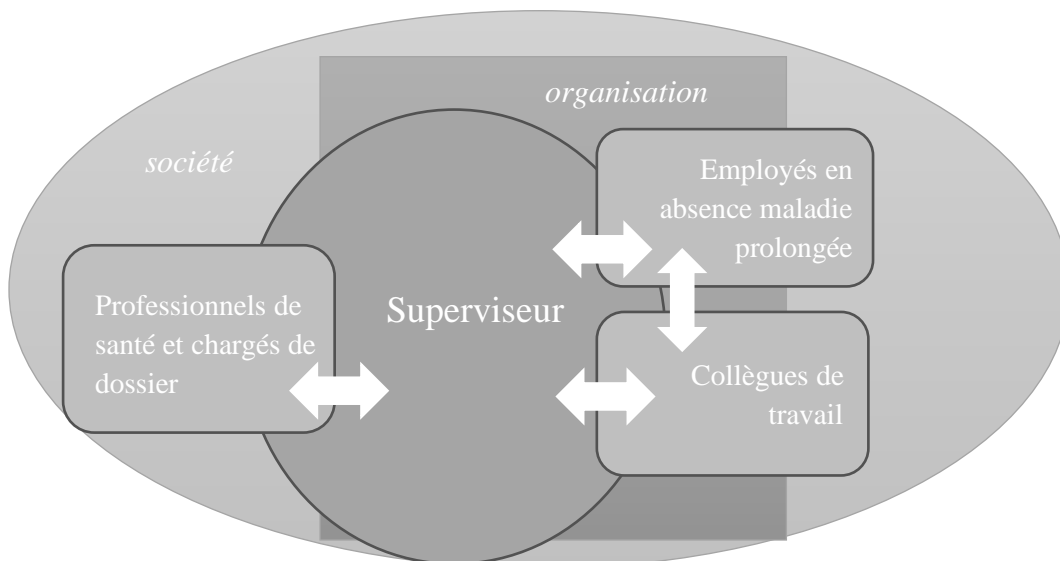 organisation
société
Employés en
absence maladie
prolongée
Superviseur
Professionnels de
santé et chargés de
dossier
Collègues de
travail